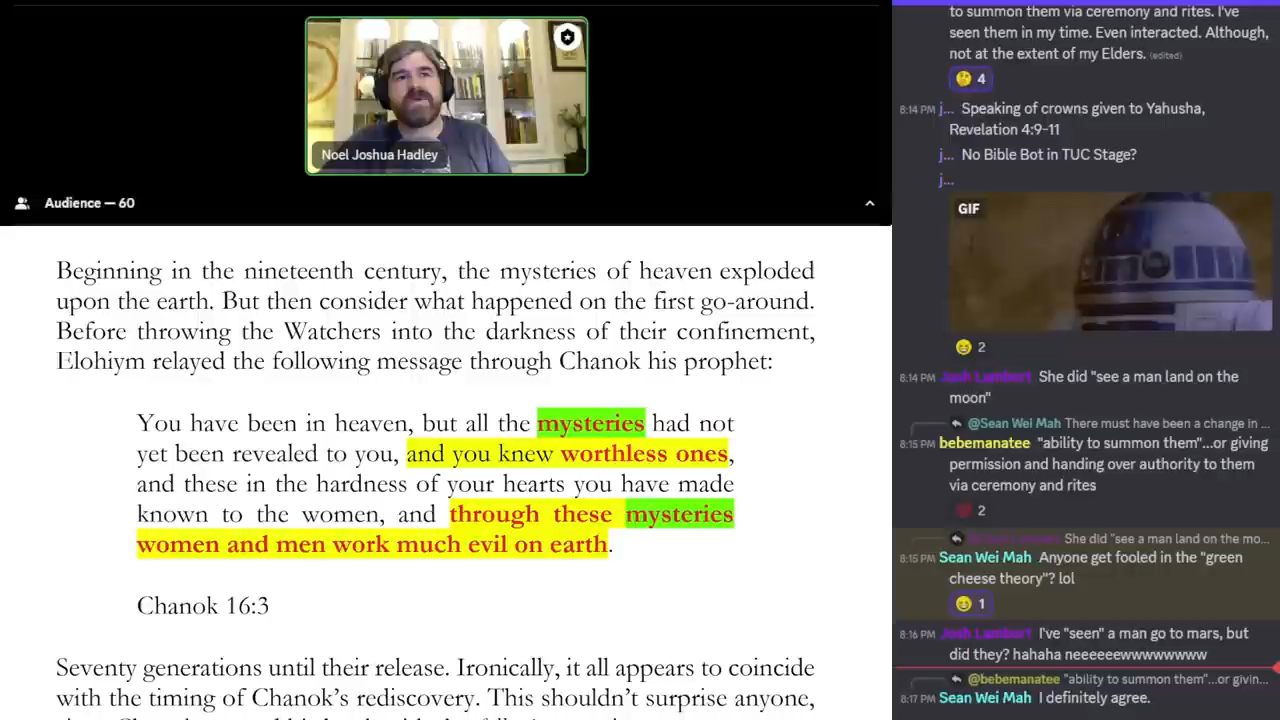 Noel Joshua Hadley
Audience — 60
Beginning in the nineteenth century, the mysteries of heaven exploded
upon the earth. But then consider what happened on the first go-around.
Before throwing the Watchers into the darkness of their confinement,
Elohiym relayed the following message through Chanok his prophet:
You have been in heaven, but all the mysteries had not
yet been revealed to you, and you knew worthless ones,
and these in the hardness of your hearts you have made
known to the women, and through these mysteries
women and men work much evil on earth.
Chanok 16:3
Seventy generations until their release. Ironically, it all appears to coincide
with the timing of Chanok's rediscovery. This shouldn't surprise anyone,
to summon them via ceremony and rites. I've
seen them in my time. Even interacted. Although,
not at the extent of my Elders. (edited)
4
8:14 PM j... Speaking of crowns given to Yahusha,
Revelation 4:9-11
j... No Bible Bot in TUC Stage?
j...
GIF
2
8:14 PM Josh Lambert She did "see a man land on the
moon"
@Sean Wei Mah There must have been a change in ...
8:15 PM bebemanatee "ability to summon them"...or giving
permission and handing over authority to them
via ceremony and rites
2
She did "see a man land on the mo...
8:15 PM Sean Wei Mah Anyone get fooled in the "green
cheese theory"? lol
1
8:16 PM Josh Lambert I've "seen" a man go to mars, but
did they? hahaha neeeeeewwwwwwww
@bebemanatee "ability to summon them"...or givin...
8:17 PM Sean Wei Mah I definitely agree.